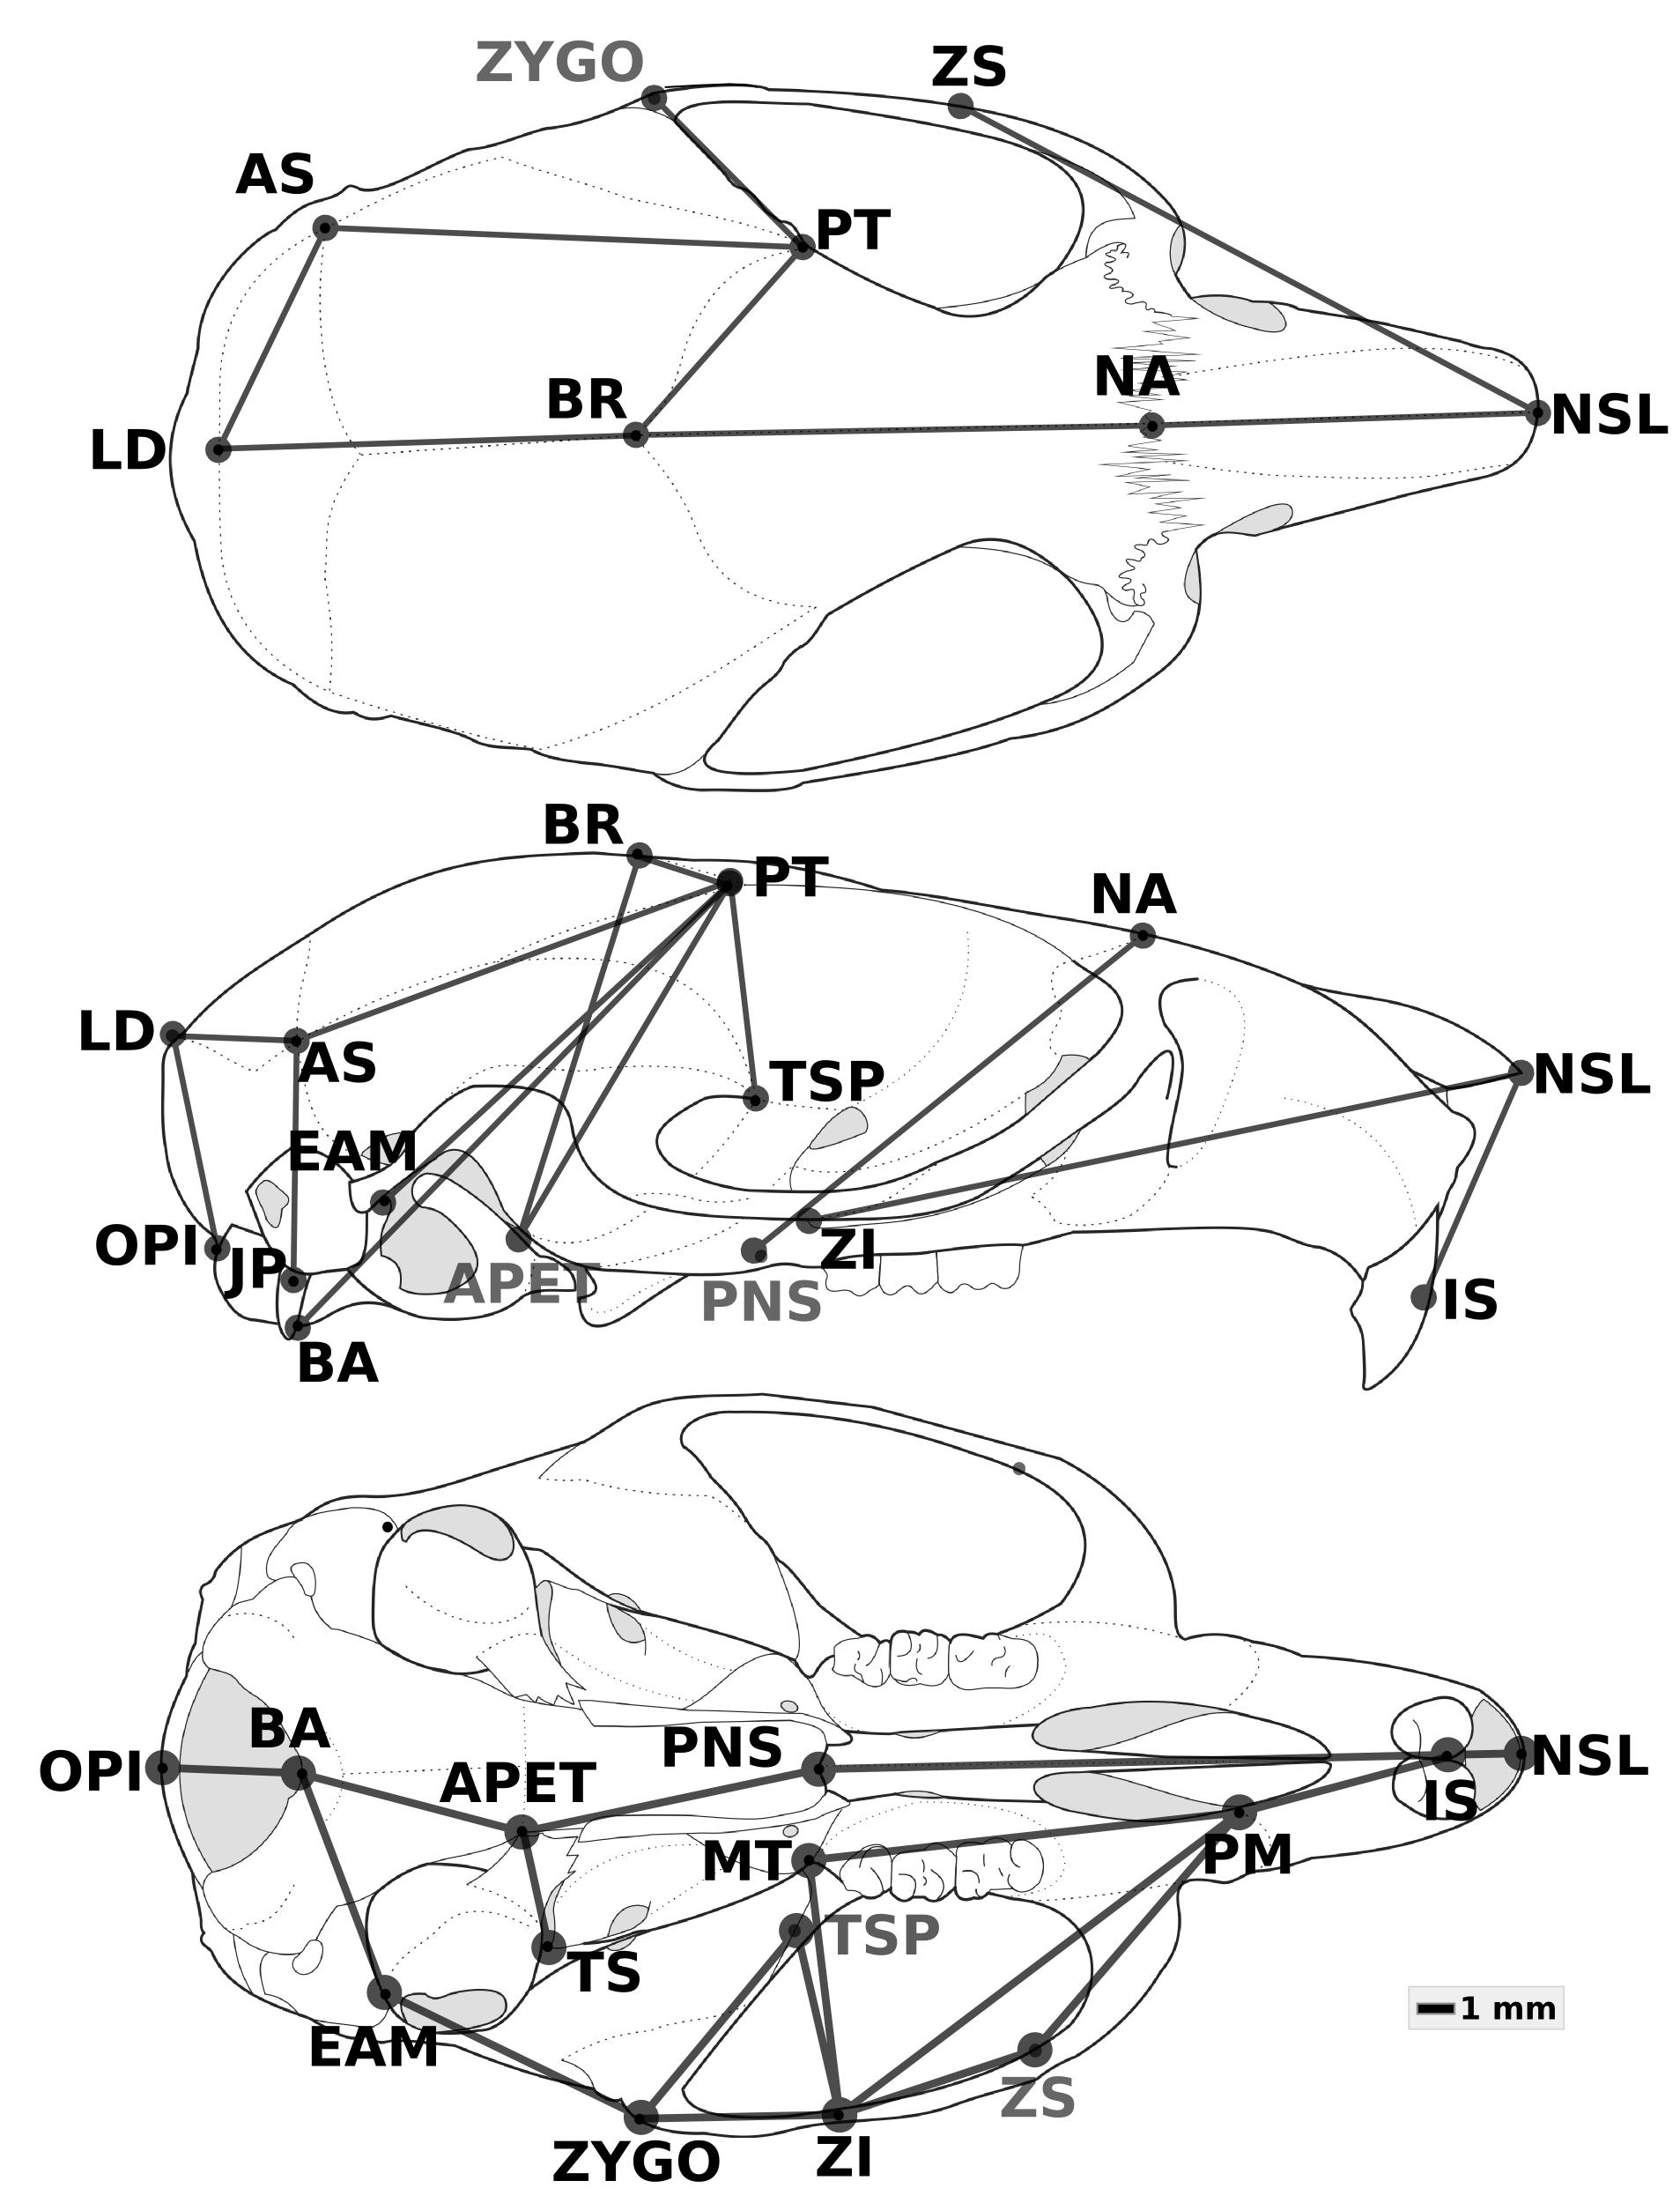 ZYGO
ZS
AS
PT
NA
BR
NSL
LD
BR
PT
NA
LD
AS
TSP
NSL
EAM
OPI
JP
ZI
APET
PNS
IS
BA
BA
PNS
OPI
APET
NSL
IS
MT
PM
TSP
TS
1 mm
EAM
ZS
ZYGO
ZI